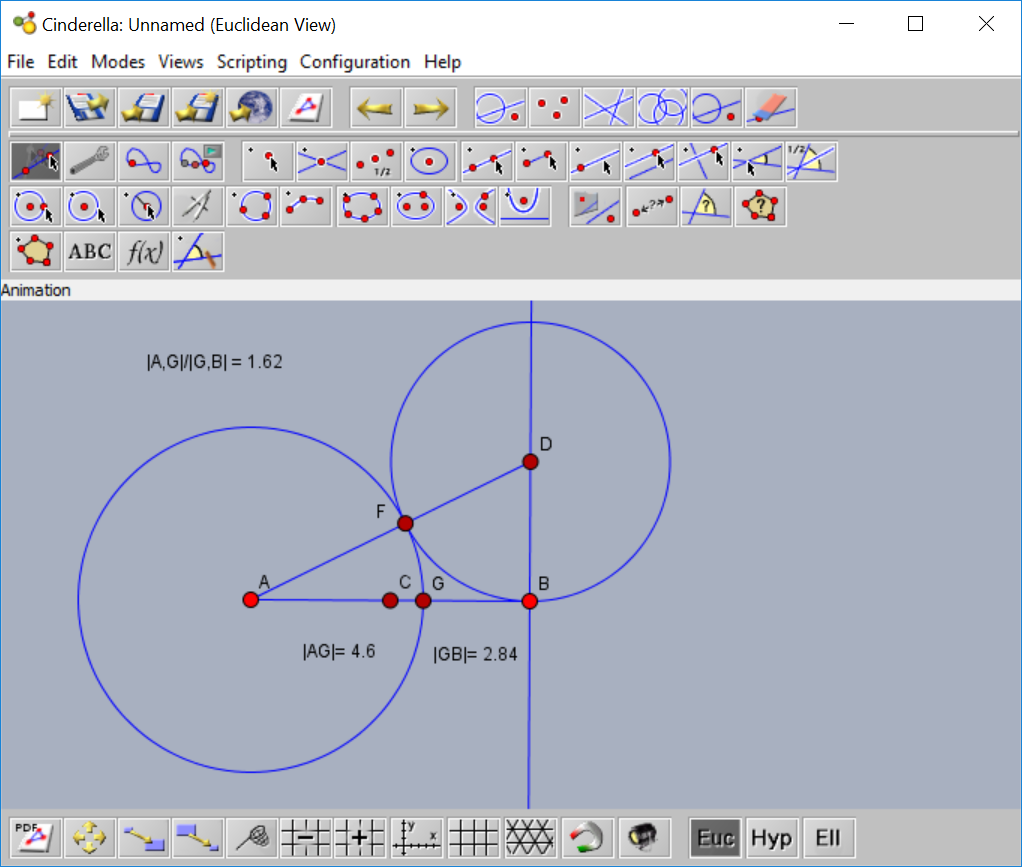 Cinderella: Unnamed (Euclidean View)
File Edit Modes Views Scripting Configuration Help
1/2
1/2
?
?
?
ABC f(x)
Animation
|A,G|/|G,B| = 1.62
D
F
A C G B
|AG|= 4.6 |GB|= 2.84
PDF y x Euc Hyp Ell